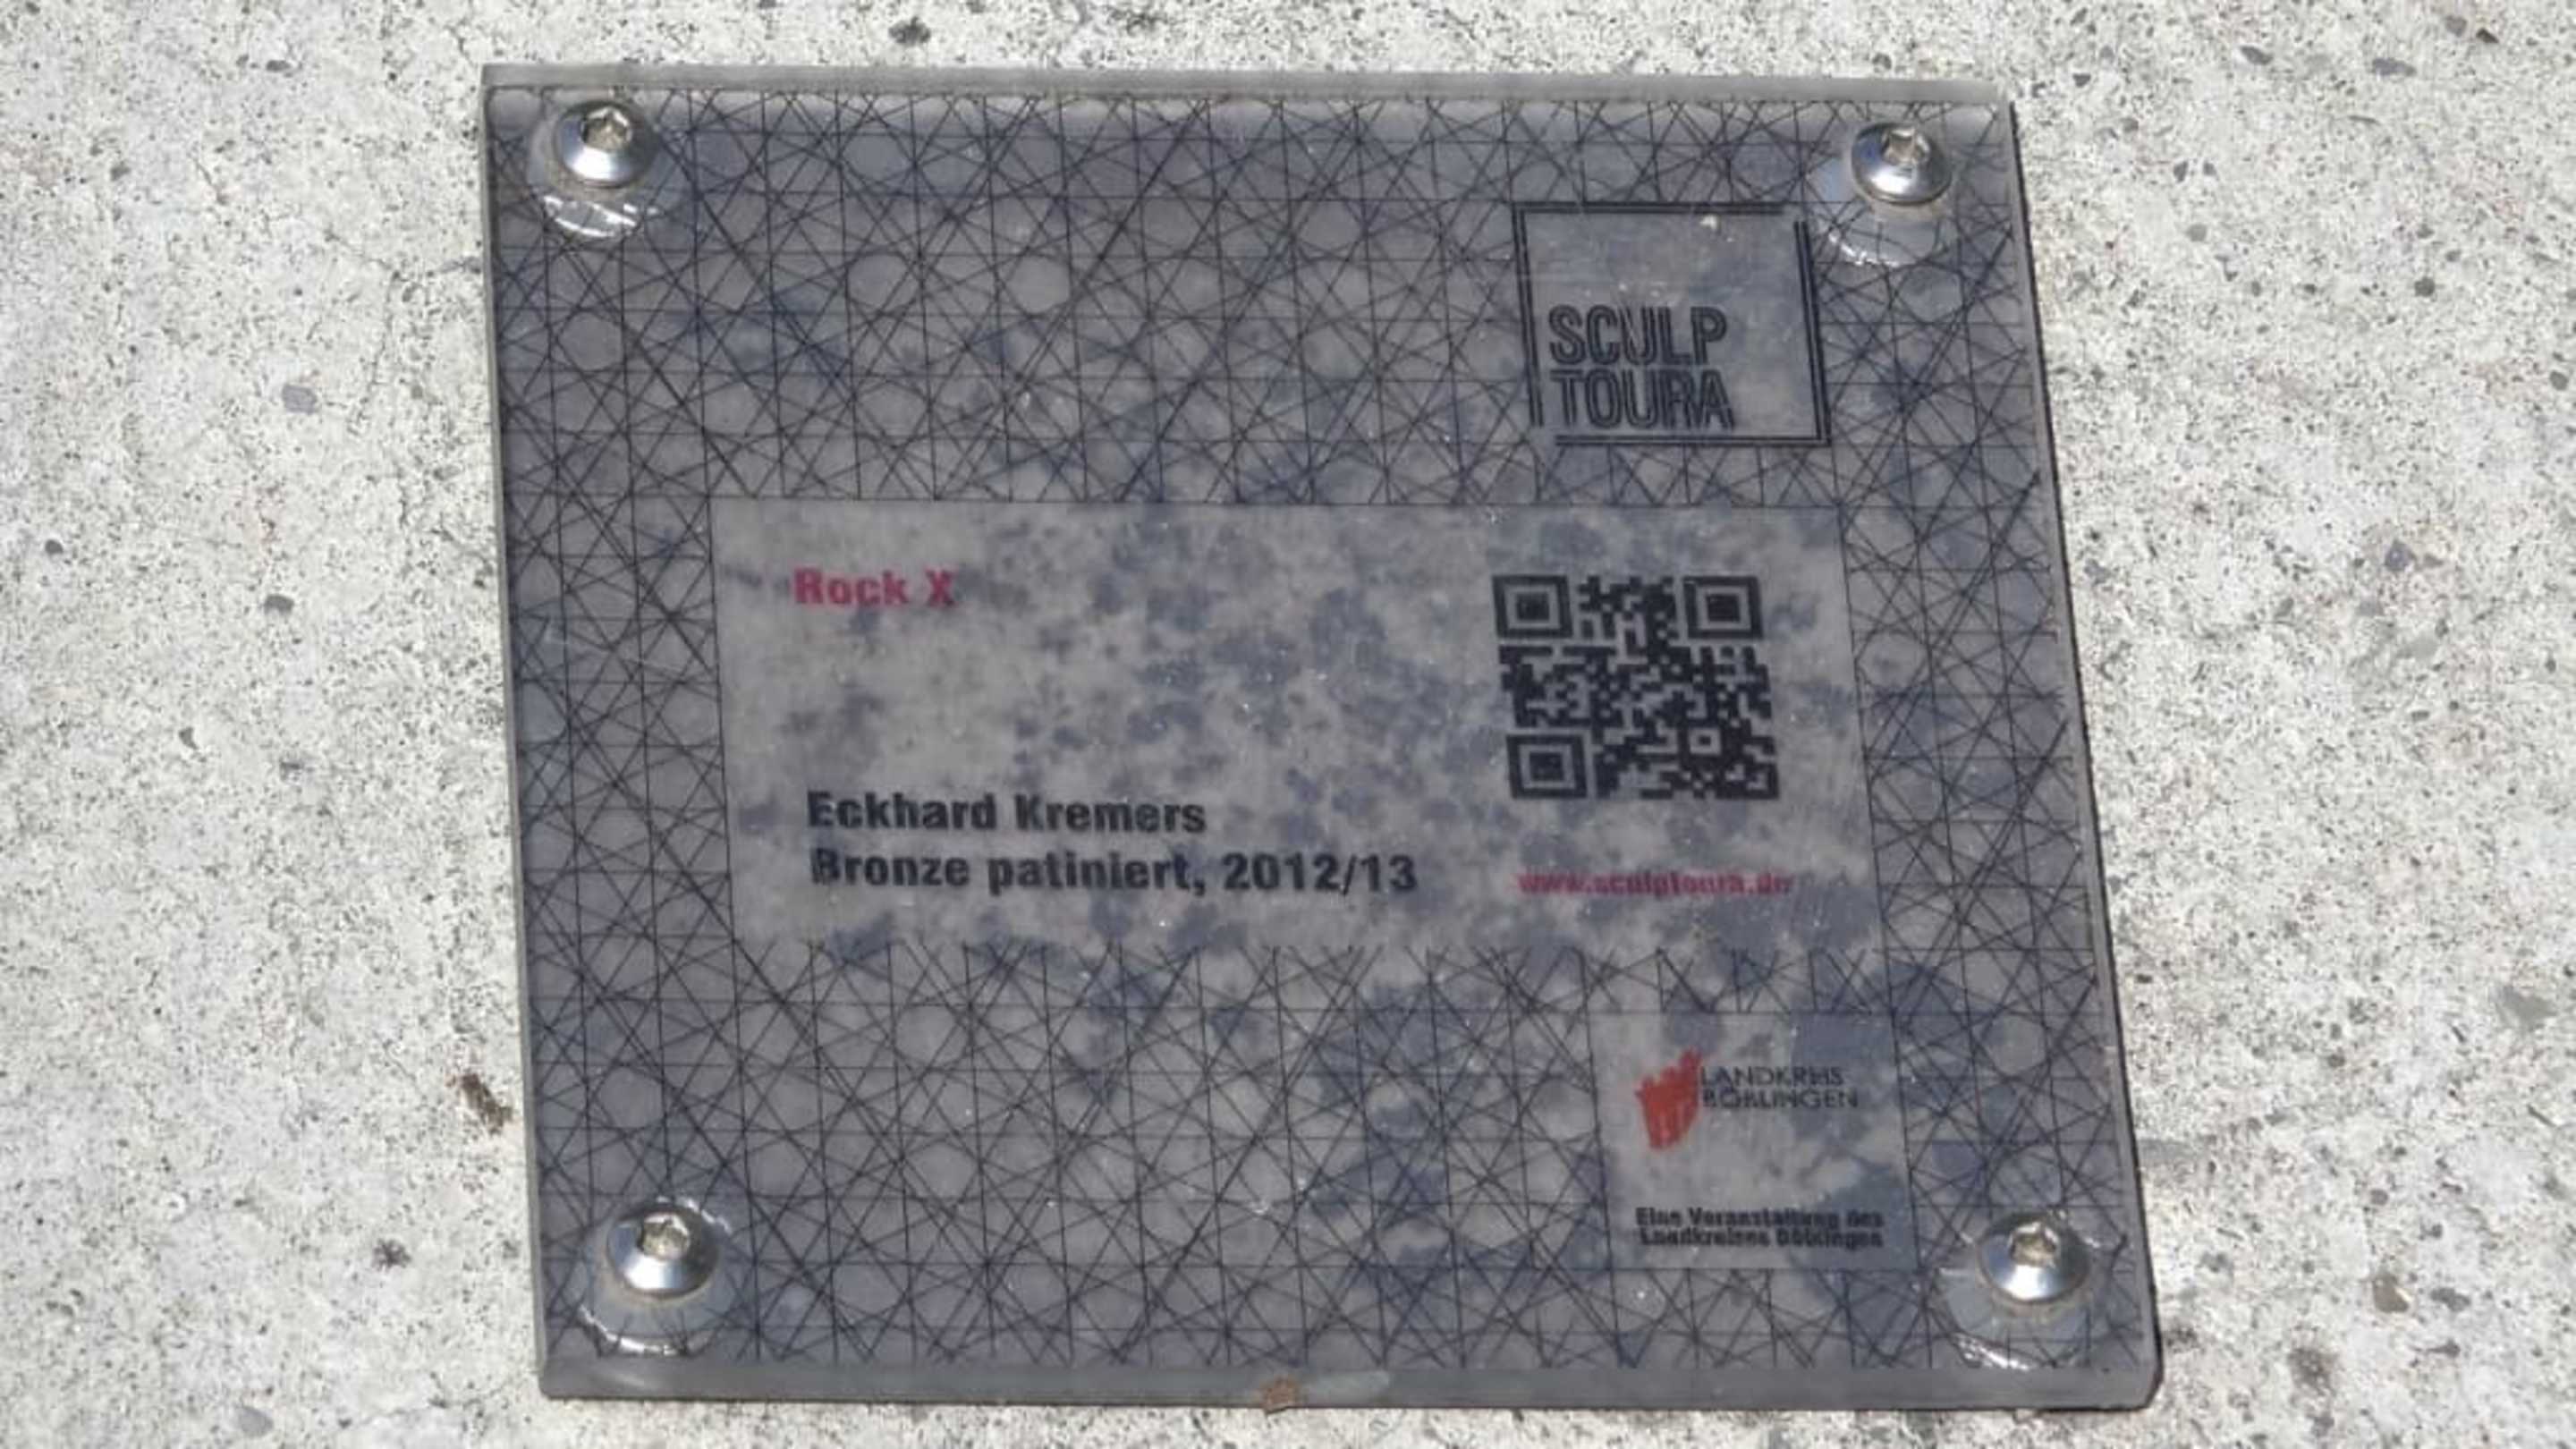 SCULP
TOURA
Rock X
Eckhard Kremers
Bronze patiniert, 2012/13
www.sculptoura.de
LANDKREIS
BÖBLINGEN
Eine Veranstaltung des
Landkreises Böblingen